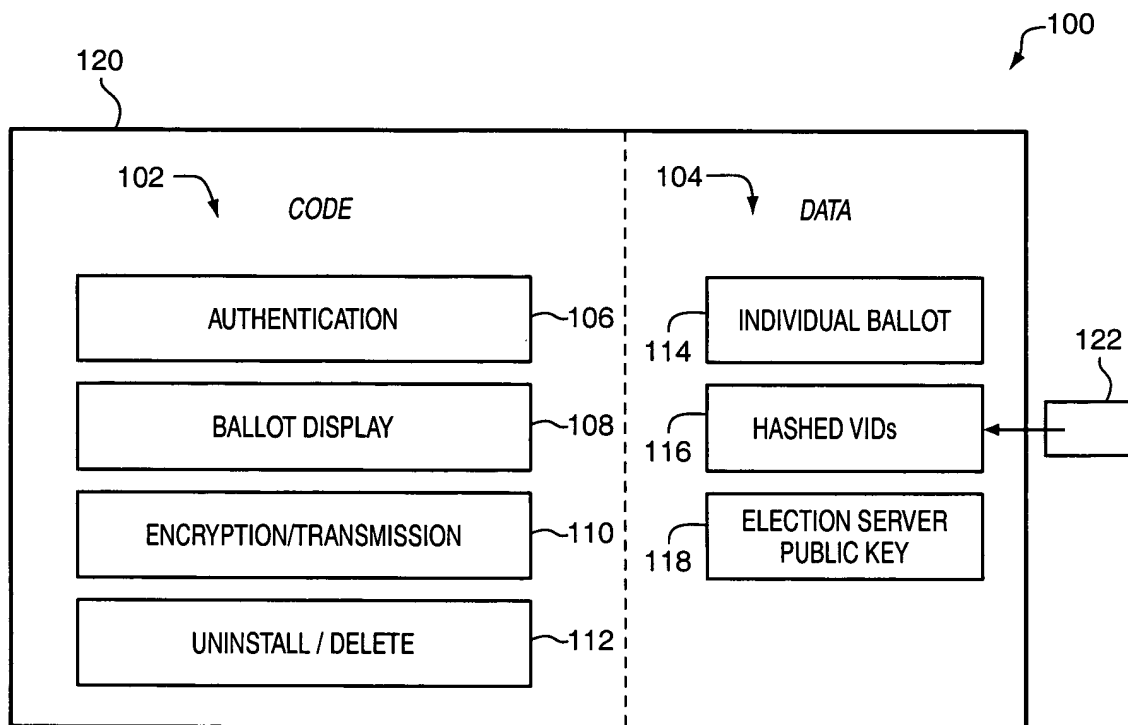 100
120
102
CODE
104
DATA
AUTHENTICATION
106
INDIVIDUAL BALLOT
114
122
BALLOT DISPLAY
108
HASHED VIDs
116
ENCRYPTION/TRANSMISSION
110
ELECTION SERVER
PUBLIC KEY
118
UNINSTALL / DELETE
112